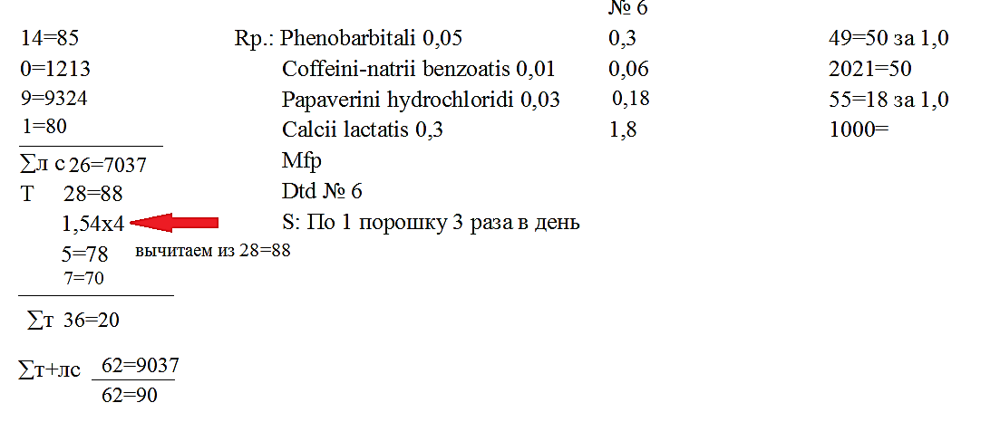 № 6
14=85 Rp.: Phenobarbitali 0,05 0,3 49=50 за 1,0
0=1213 Coffeini-natrii benzoatis 0,01 0,06 2021=50
9=9324 Papaverini hydrochloridi 0,03 0,18 55=18 за 1,0
1=80 Calcii lactatis 0,3 1,8 1000=
∑л с 26=7037 Mfp
Т 28=88 Dtd № 6
1,54х4 S: По 1 порошку 3 раза в день
5=78 вычитаем из 28=88
7=70
∑т 36=20
∑т+лс 62=9037
62=90